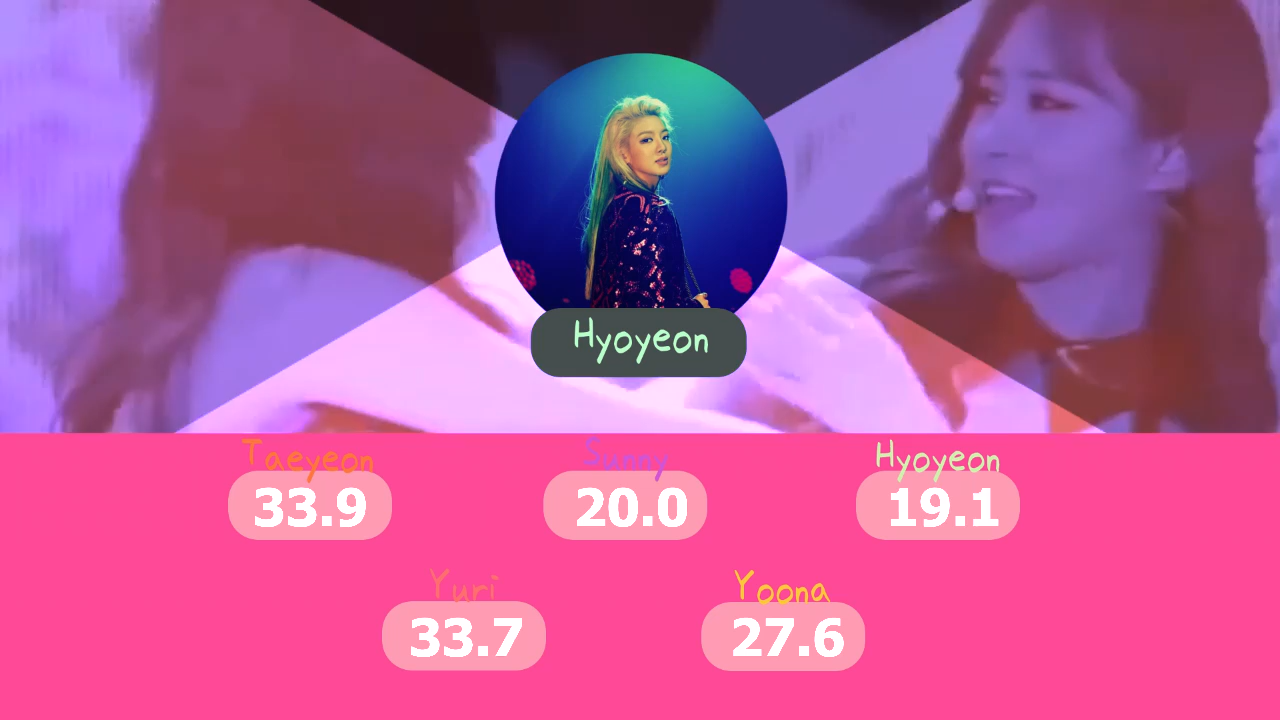 Hyoyeon
Taeyeon Sunny Hyoyeon
33.9 20.0 19.1
Yuri Yoona
33.7 27.6